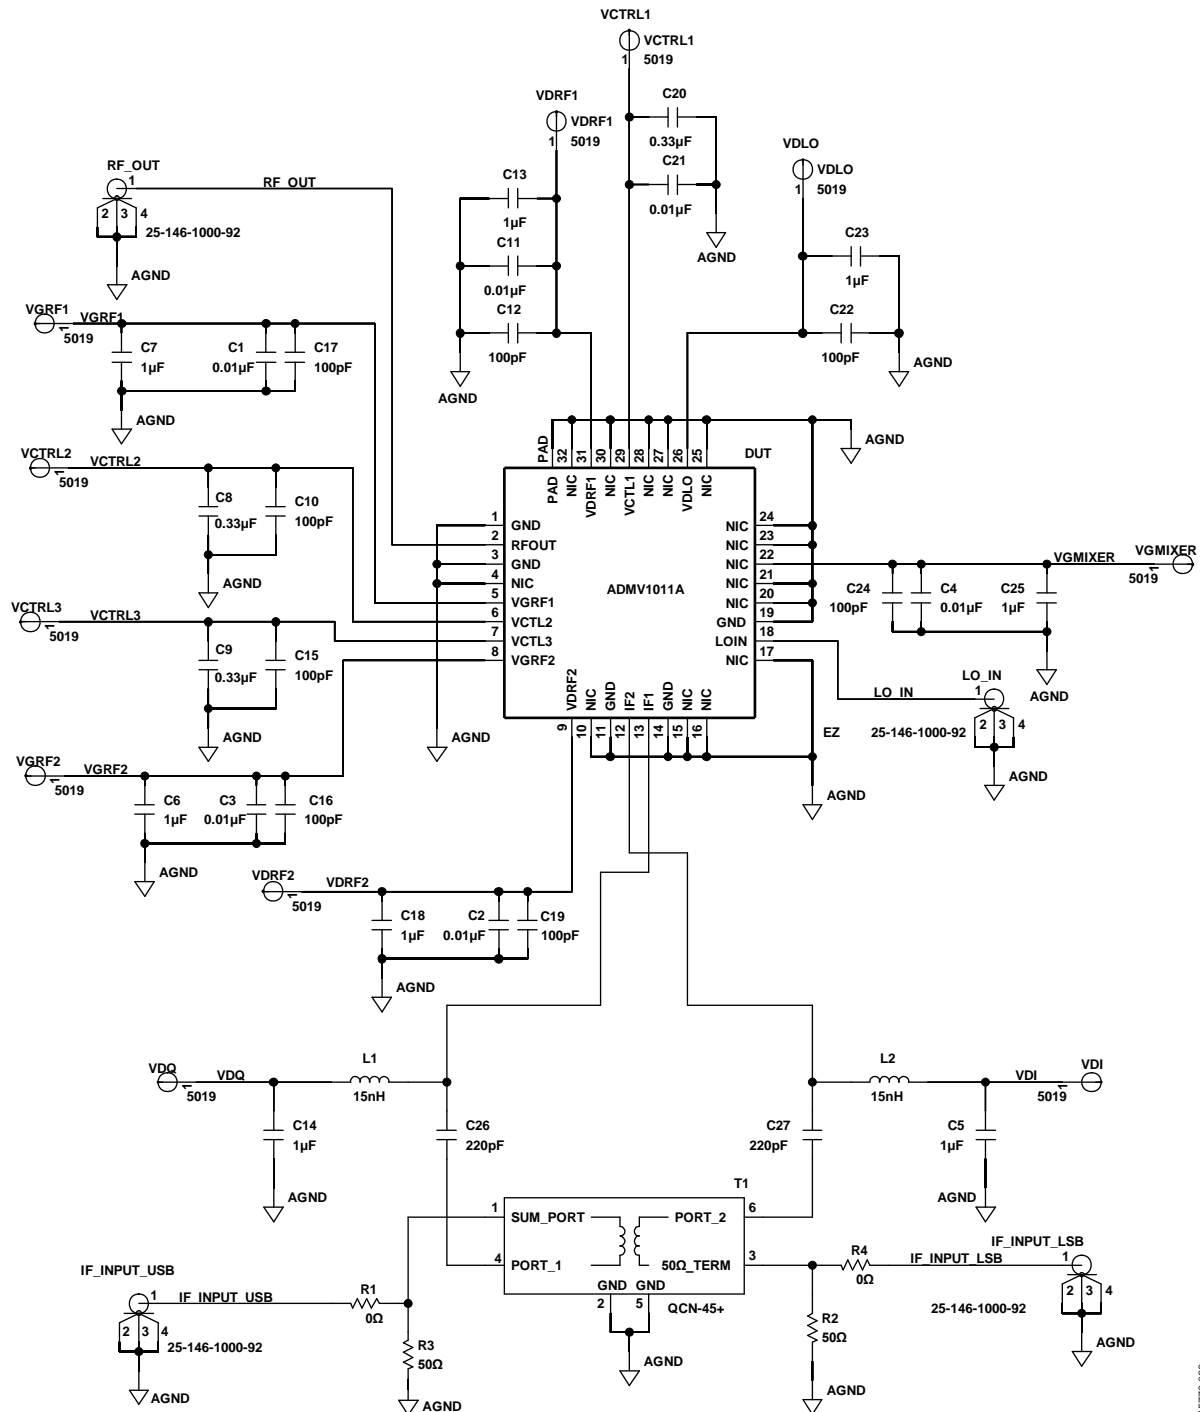 VCTRL1
VCTRL1
1
5019
VDRF1
VDRF1
1
5019
C20
0.33µF
C21
0.01µF
AGND
VDLO
VDLO
1
5019
RF_OUT
1
RF_OUT
2 3 4
25-146-1000-92
AGND
C13
1µF
C11
0.01µF
C12
100pF
AGND
C23
1µF
C22
100pF
AGND
VGRF1
VGRF1
1
5019
C7
1µF
C1
0.01µF
C17
100pF
AGND
VCTRL2
VCTRL2
1
5019
C8
0.33µF
C10
100pF
AGND
VCTRL3
VCTRL3
1
5019
C9
0.33µF
C15
100pF
AGND
VGRF2
VGRF2
1
5019
C6
1µF
C3
0.01µF
C16
100pF
AGND
PAD 32 31 30 29 28 27 26 25
DUT
AGND
PAD NIC VDRF1 NIC VCTL1 NIC NIC VDLO NIC
1 GND
2 RFOUT
3 GND
4 NIC
5 VGRF1
6 VCTL2
7 VCTL3
8 VGRF2
ADMV1011A
NIC 24
NIC 23
NIC 22
NIC 21
NIC 20
GND 19
LOIN 18
NIC 17
VDRF2 NIC GND IF2 IF1 GND NIC NIC
9 10 11 12 13 14 15 16
EZ
AGND
AGND
VGMIXER
VGMIXER
1
5019
C24
100pF
C4
0.01µF
C25
1µF
AGND
LO_IN
LO_IN
1
2 3 4
25-146-1000-92
AGND
VDRF2
VDRF2
1
5019
C18
1µF
C2
0.01µF
C19
100pF
AGND
VDQ
VDQ
1
5019
L1
15nH
C14
1µF
AGND
C26
220pF
L2
15nH
VDI
VDI
1
5019
C27
220pF
C5
1µF
AGND
T1
1 SUM_PORT
PORT_2 6
4 PORT_1
50Ω_TERM 3
GND GND
2 5
QCN-45+
AGND
IF_INPUT_USB
1
IF_INPUT_USB
2 3 4
25-146-1000-92
AGND
R1
0Ω
R3
50Ω
AGND
R4
0Ω
IF_INPUT_LSB
IF_INPUT_LSB
1
2 3 4
25-146-1000-92
AGND
R2
50Ω
AGND